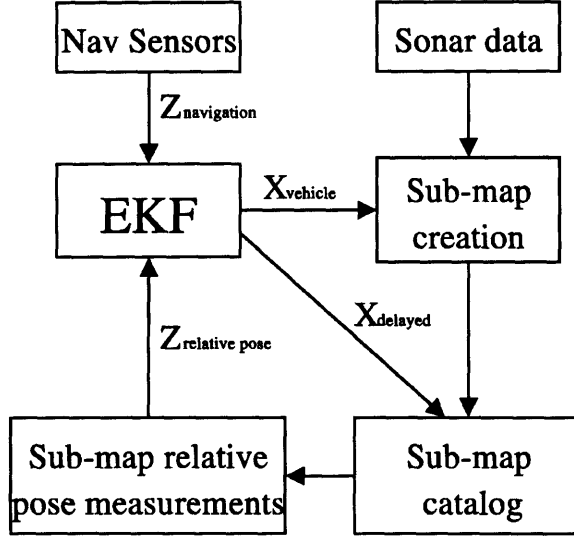 Nav Sensors
Sonar data
Znavigation
EKF
Xvehicle
Sub-map
creation
Xdelayed
Zrelative pose
Sub-map relative
pose measurements
Sub-map
catalog